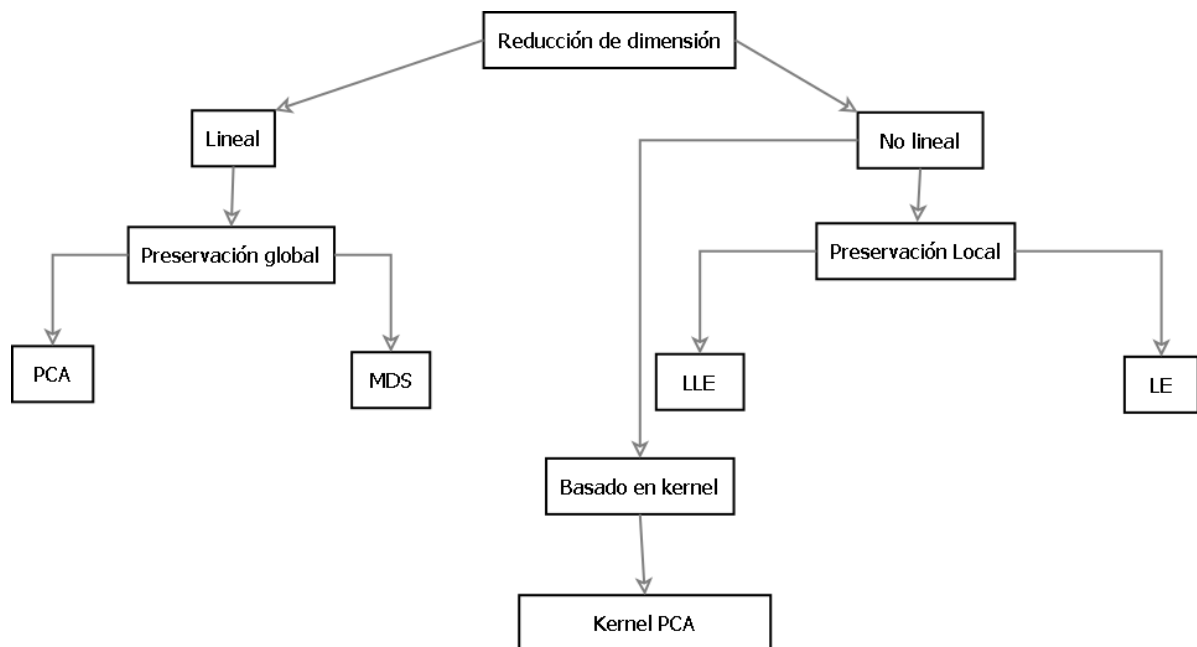 Reducción de dimensión
Lineal
No lineal
Preservación global
Preservación Local
PCA
MDS
LLE
LE
Basado en kernel
Kernel PCA